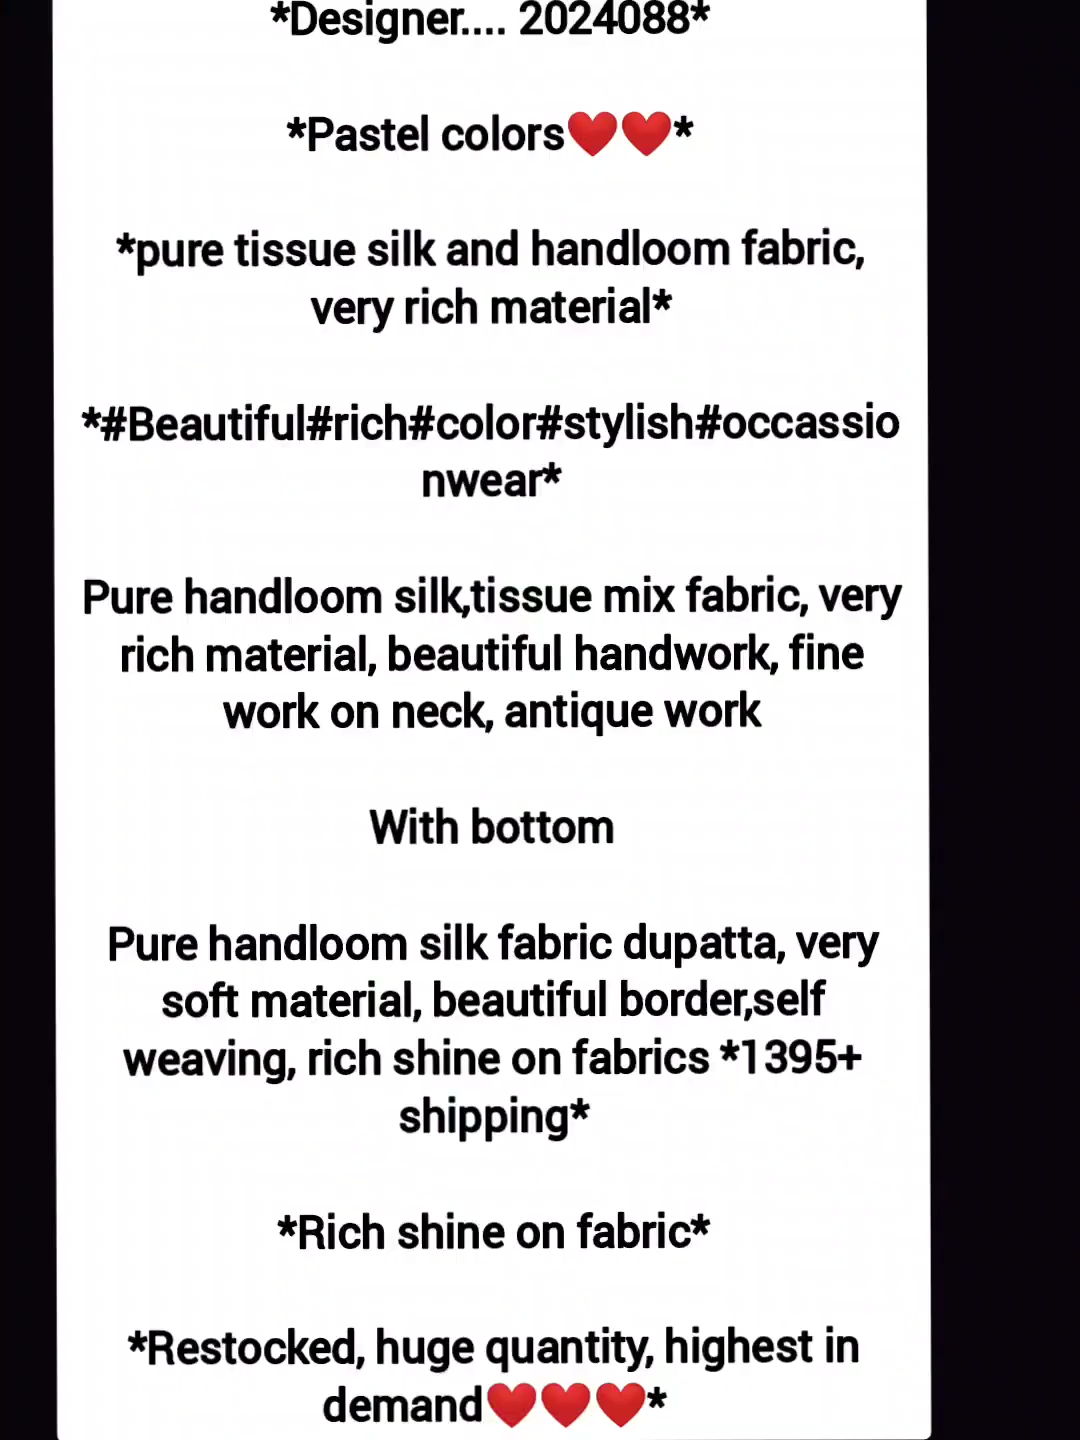 *Designer.... 2024088*
*Pastel colors❤️❤️*
*pure tissue silk and handloom fabric,
very rich material*
*#Beautiful#rich#color#stylish#occassio
nwear*
Pure handloom silk,tissue mix fabric, very
rich material, beautiful handwork, fine
work on neck, antique work
With bottom
Pure handloom silk fabric dupatta, very
soft material, beautiful border,self
weaving, rich shine on fabrics *1395+
shipping*
*Rich shine on fabric*
*Restocked, huge quantity, highest in
demand❤️❤️❤️*